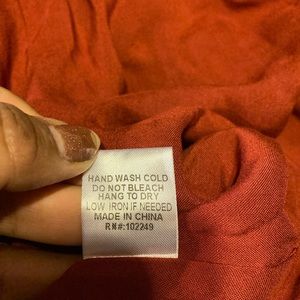 HAND WASH COLD
DO NOT BLEACH
HANG TO DRY
LOW IRON IF NEEDED
MADE IN CHINA
RN#:102249